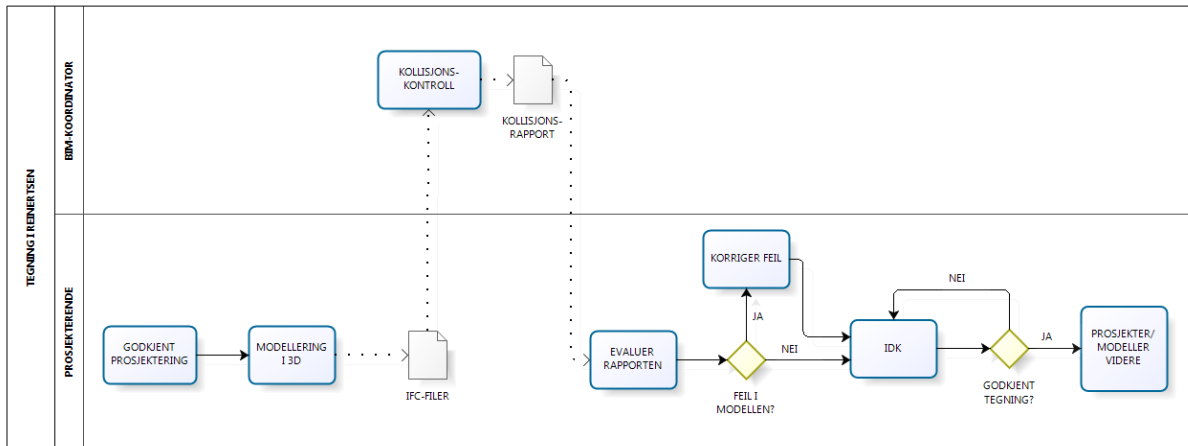 TEGNING I REINERTSEN
BIM-KOORDINATOR
KOLLISJONS-
KONTROLL
KOLLISJONS-
RAPPORT
PROSJEKTERENDE
GODKJENT
PROSJEKTERING
MODELLERING
I 3D
IFC-FILER
EVALUER
RAPPORTEN
FEIL I
MODELLEN?
JA
NEI
KORRIGER FEIL
IDK
NEI
GODKJENT
TEGNING?
JA
PROSJEKTER/
MODELLER
VIDERE